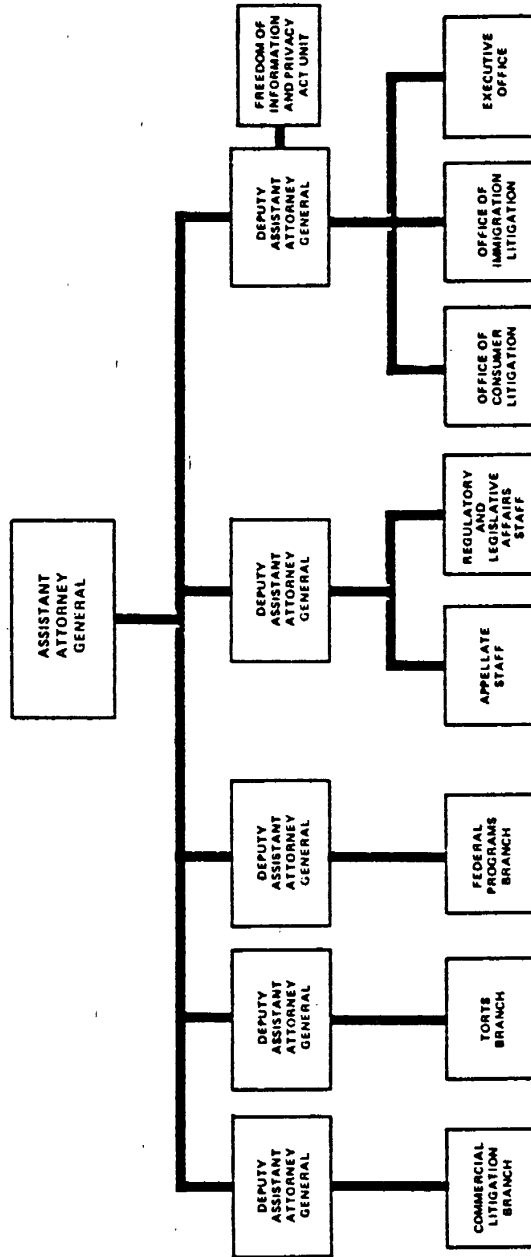 ASSISTANT
ATTORNEY
GENERAL
DEPUTY
ASSISTANT
ATTORNEY
GENERAL
DEPUTY
ASSISTANT
ATTORNEY
GENERAL
DEPUTY
ASSISTANT
ATTORNEY
GENERAL
DEPUTY
ASSISTANT
ATTORNEY
GENERAL
DEPUTY
ASSISTANT
ATTORNEY
GENERAL
FREEDOM OF
INFORMATION
AND PRIVACY
ACT UNIT
COMMERCIAL
LITIGATION
BRANCH
TORTS
BRANCH
FEDERAL
PROGRAMS
BRANCH
APPELLATE
STAFF
REGULATORY
AND
LEGISLATIVE
AFFAIRS
STAFF
OFFICE OF
CONSUMER
LITIGATION
OFFICE OF
IMMIGRATION
LITIGATION
EXECUTIVE
OFFICE